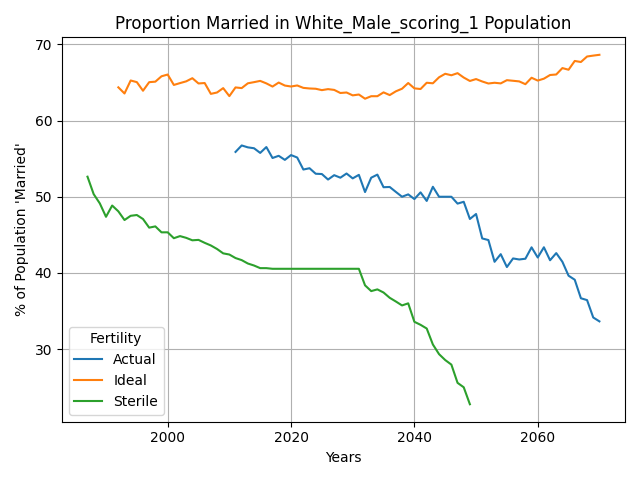 Proportion Married in White_Male_scoring_1 Population
% of Population 'Married'
70
60
50
40
30
Fertility
Actual
Ideal
Sterile
2000
2020
2040
2060
Years